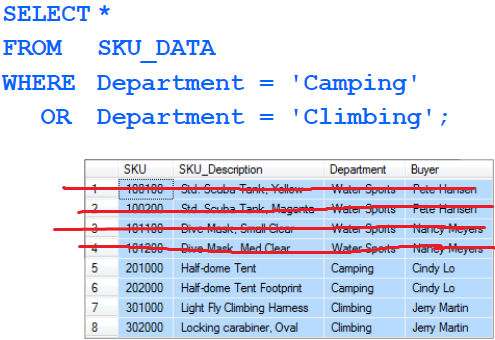 SELECT *
FROM SKU_DATA
WHERE Department = 'Camping'
OR Department = 'Climbing';
SKU SKU_Description Department Buyer
1 100100 Std. Scuba Tank, Yellow Water Sports Pete Hansen
2 100200 Std. Scuba Tank, Magenta Water Sports Pete Hansen
3 101100 Dive Mask, Small Clear Water Sports Nancy Meyers
4 101200 Dive Mask, Med Clear Water Sports Nancy Meyers
5 201000 Half-dome Tent Camping Cindy Lo
6 202000 Half-dome Tent Footprint Camping Cindy Lo
7 301000 Light Fly Climbing Harness Climbing Jerry Martin
8 302000 Locking carabiner, Oval Climbing Jerry Martin